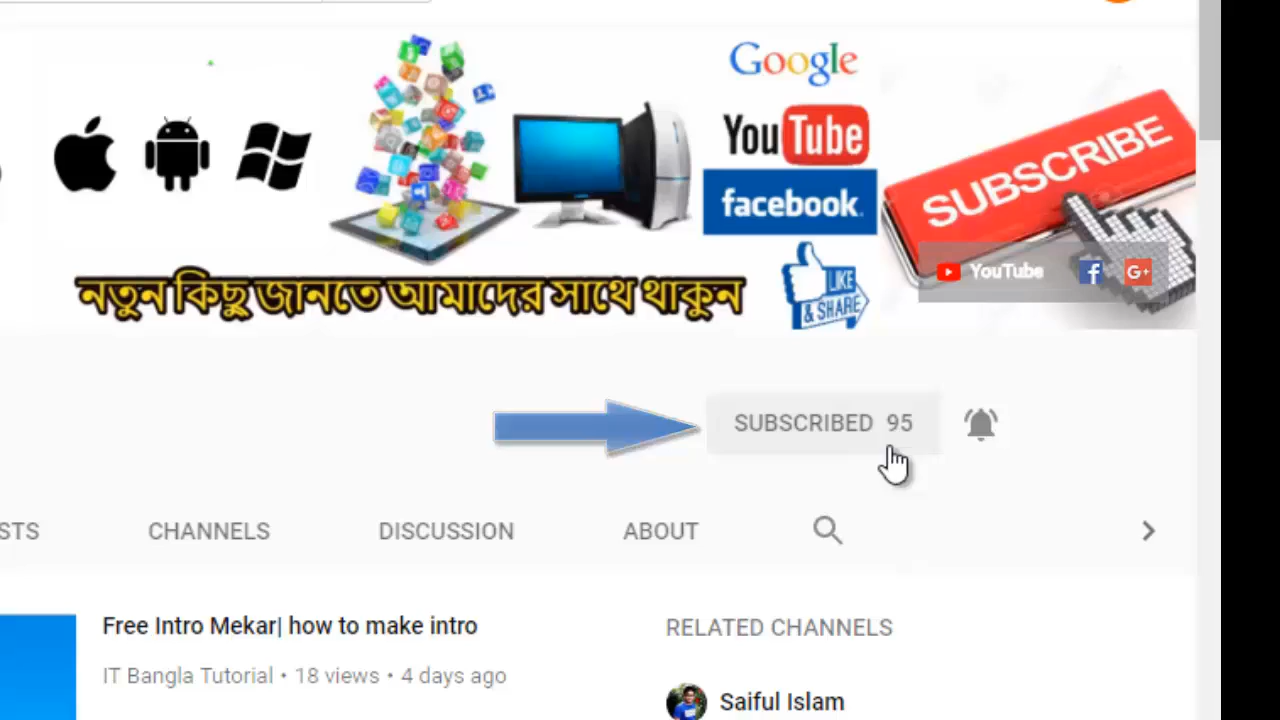 Google
YouTube
facebook.
SUBSCRIBE
YouTube
নতুন কিছু জানতে আমাদের সাথে থাকুন
LIKE
& SHARE
SUBSCRIBED 95
STS CHANNELS DISCUSSION ABOUT
Free Intro Mekar| how to make intro
IT Bangla Tutorial • 18 views • 4 days ago
RELATED CHANNELS
Saiful Islam